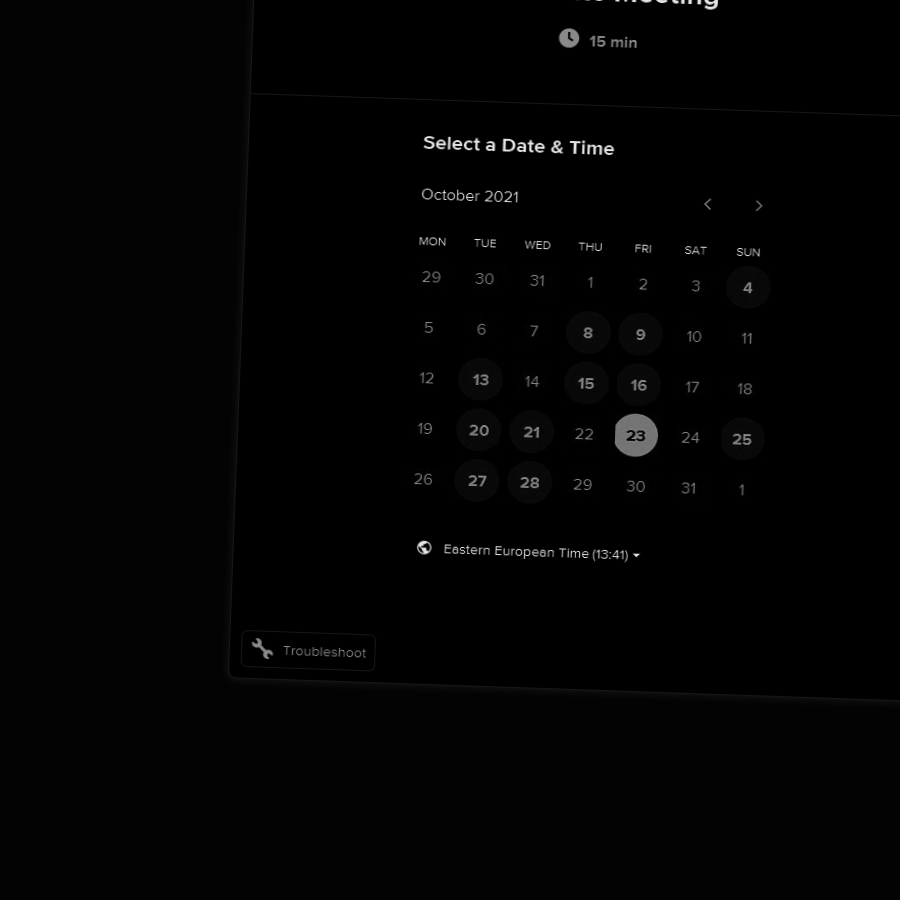 Meeting
15 min
Select a Date & Time
October 2021
MON TUE WED THU FRI SAT SUN
29 30 31 1 2 3 4
5 6 7 8 9 10 11
12 13 14 15 16 17 18
19 20 21 22 23 24 25
26 27 28 29 30 31 1
Eastern European Time (13:41)
Troubleshoot